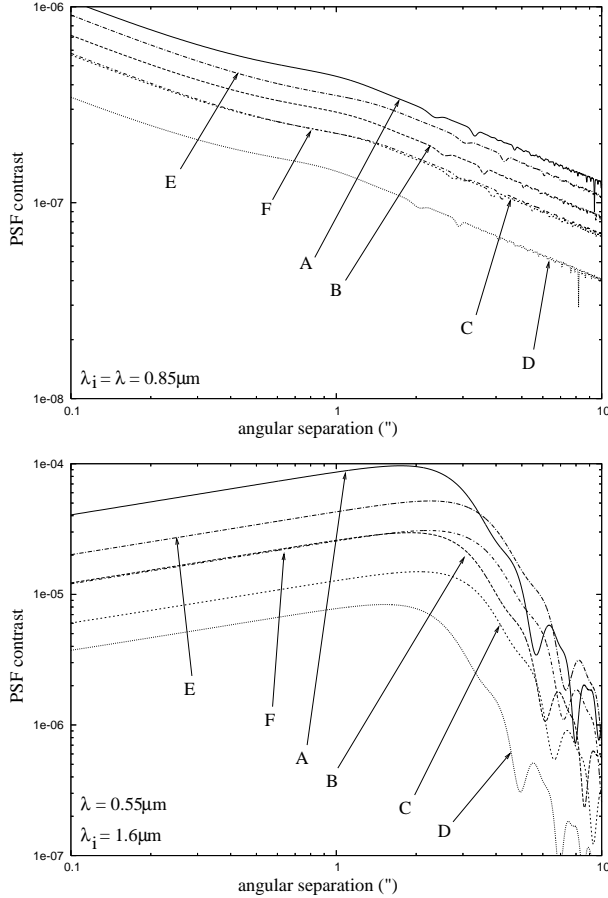 1e-06
1e-07
1e-08
PSF contrast
E
F
A
B
C
D
λi = λ = 0.85μm
0.1 1 10
angular separation (")
1e-04
1e-05
1e-06
1e-07
PSF contrast
E
F
A
B
C
D
λ = 0.55μm
λi = 1.6μm
0.1 1 10
angular separation (")